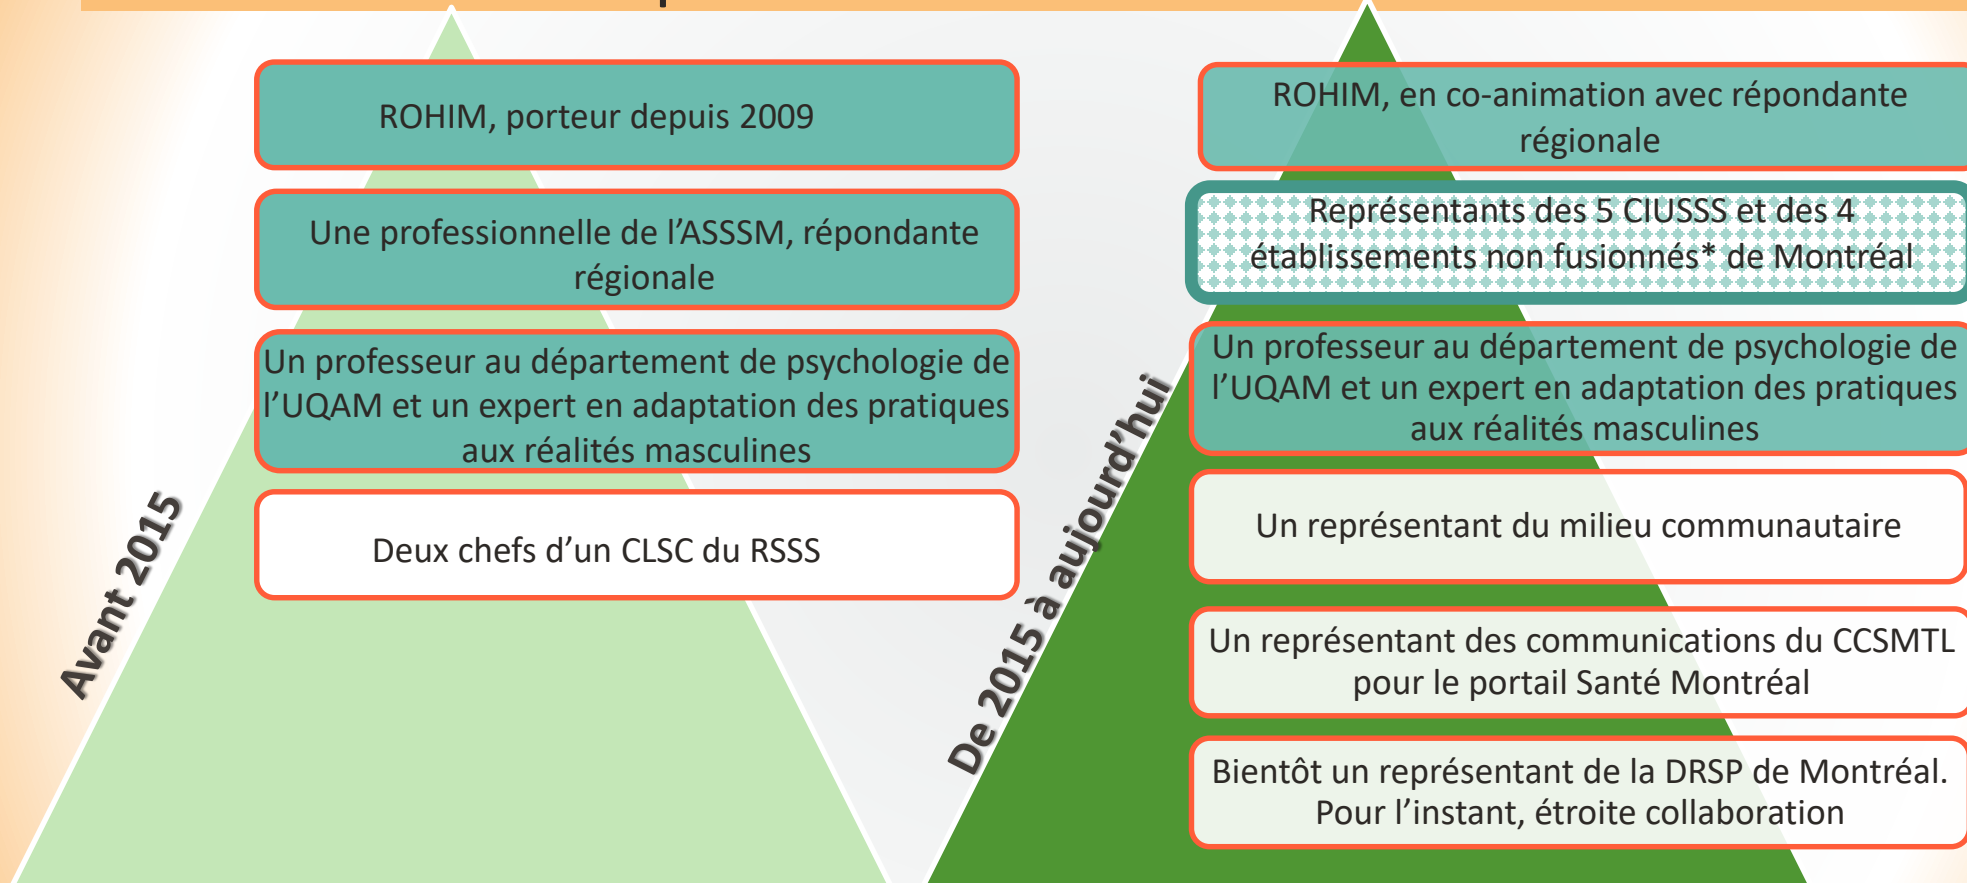 Avant 2015
ROHIM, porteur depuis 2009
Une professionnelle de l’ASSSM, répondante
régionale
Un professeur au département de psychologie de
l’UQAM et un expert en adaptation des pratiques
aux réalités masculines
Deux chefs d’un CLSC du RSSS
De 2015 à aujourd’hui
ROHIM, en co-animation avec répondante
régionale
Représentants des 5 CIUSSS et des 4
établissements non fusionnés* de Montréal
Un professeur au département de psychologie de
l’UQAM et un expert en adaptation des pratiques
aux réalités masculines
Un représentant du milieu communautaire
Un représentant des communications du CCSMTL
pour le portail Santé Montréal
Bientôt un représentant de la DRSP de Montréal.
Pour l’instant, étroite collaboration